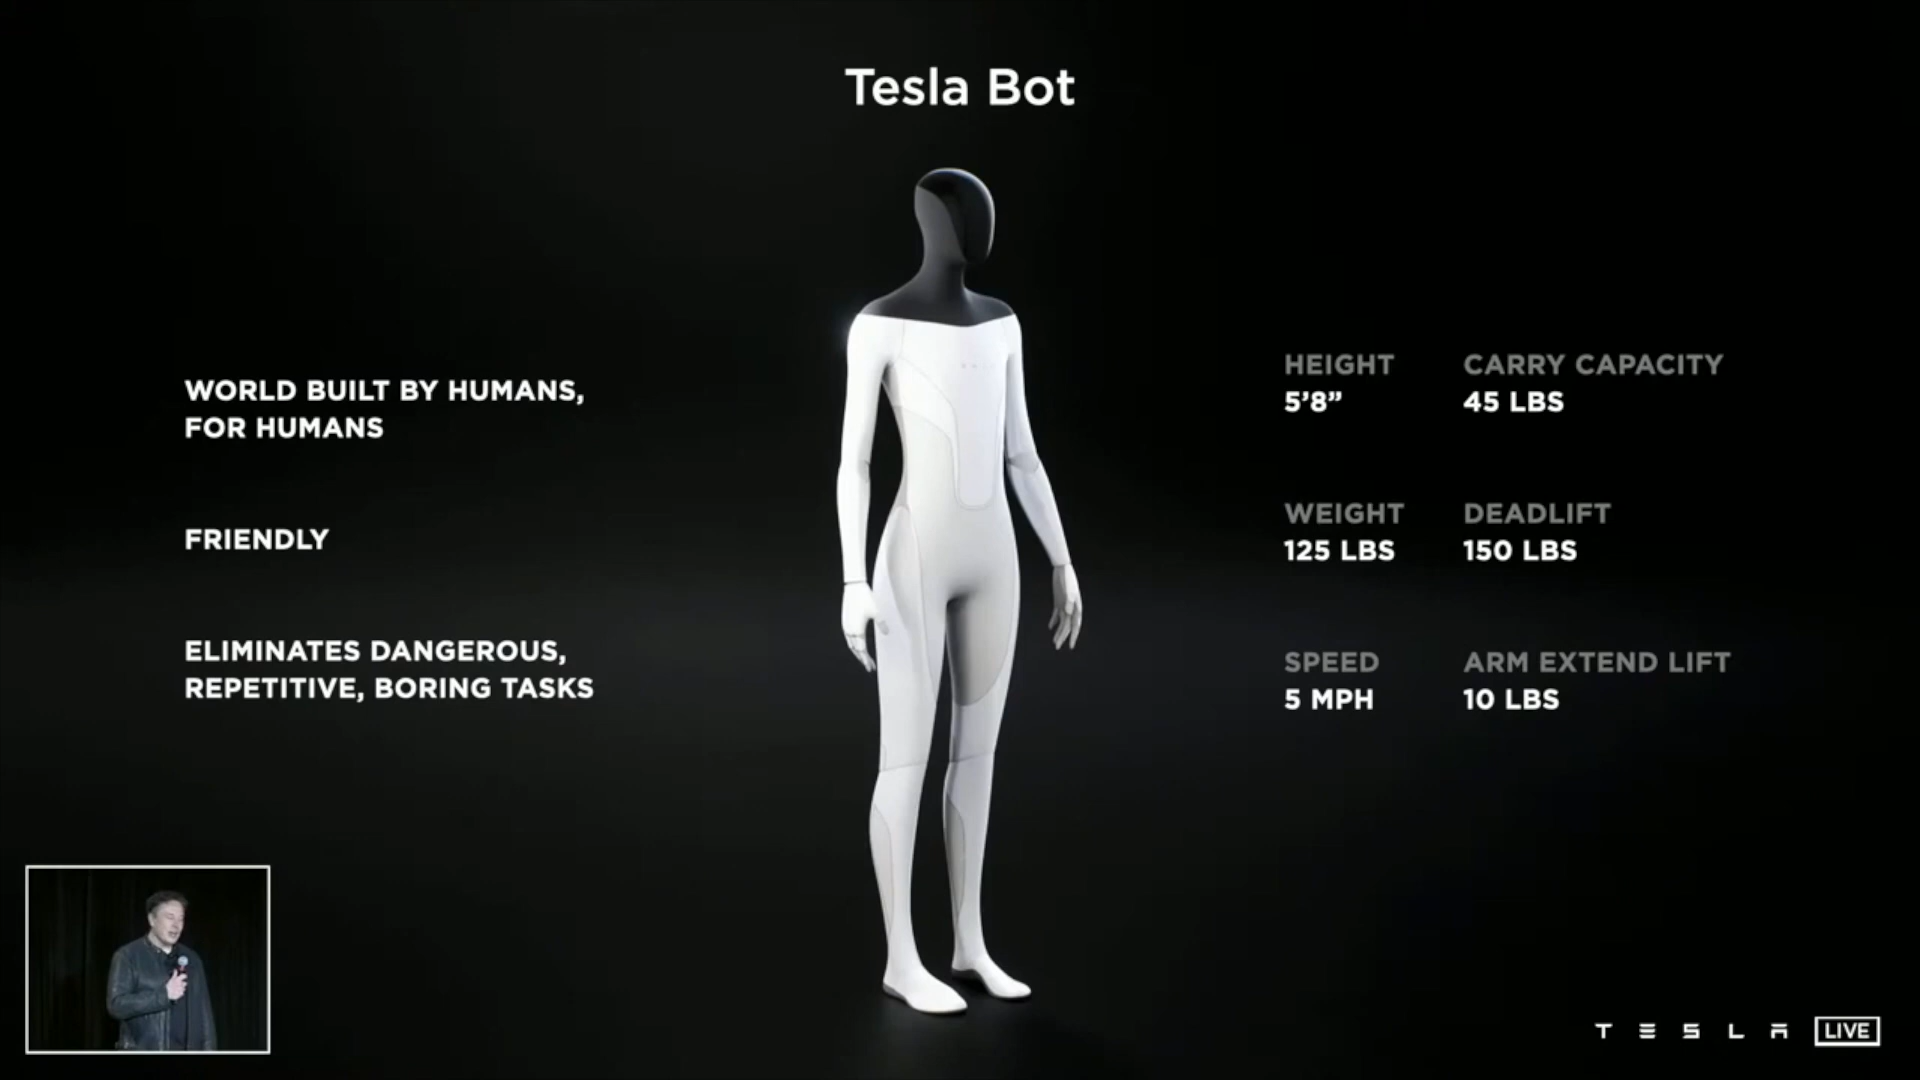 Tesla Bot
WORLD BUILT BY HUMANS,
FOR HUMANS
FRIENDLY
ELIMINATES DANGEROUS,
REPETITIVE, BORING TASKS
HEIGHT
5’8”
CARRY CAPACITY
45 LBS
WEIGHT
125 LBS
DEADLIFT
150 LBS
SPEED
5 MPH
ARM EXTEND LIFT
10 LBS
TESLA LIVE